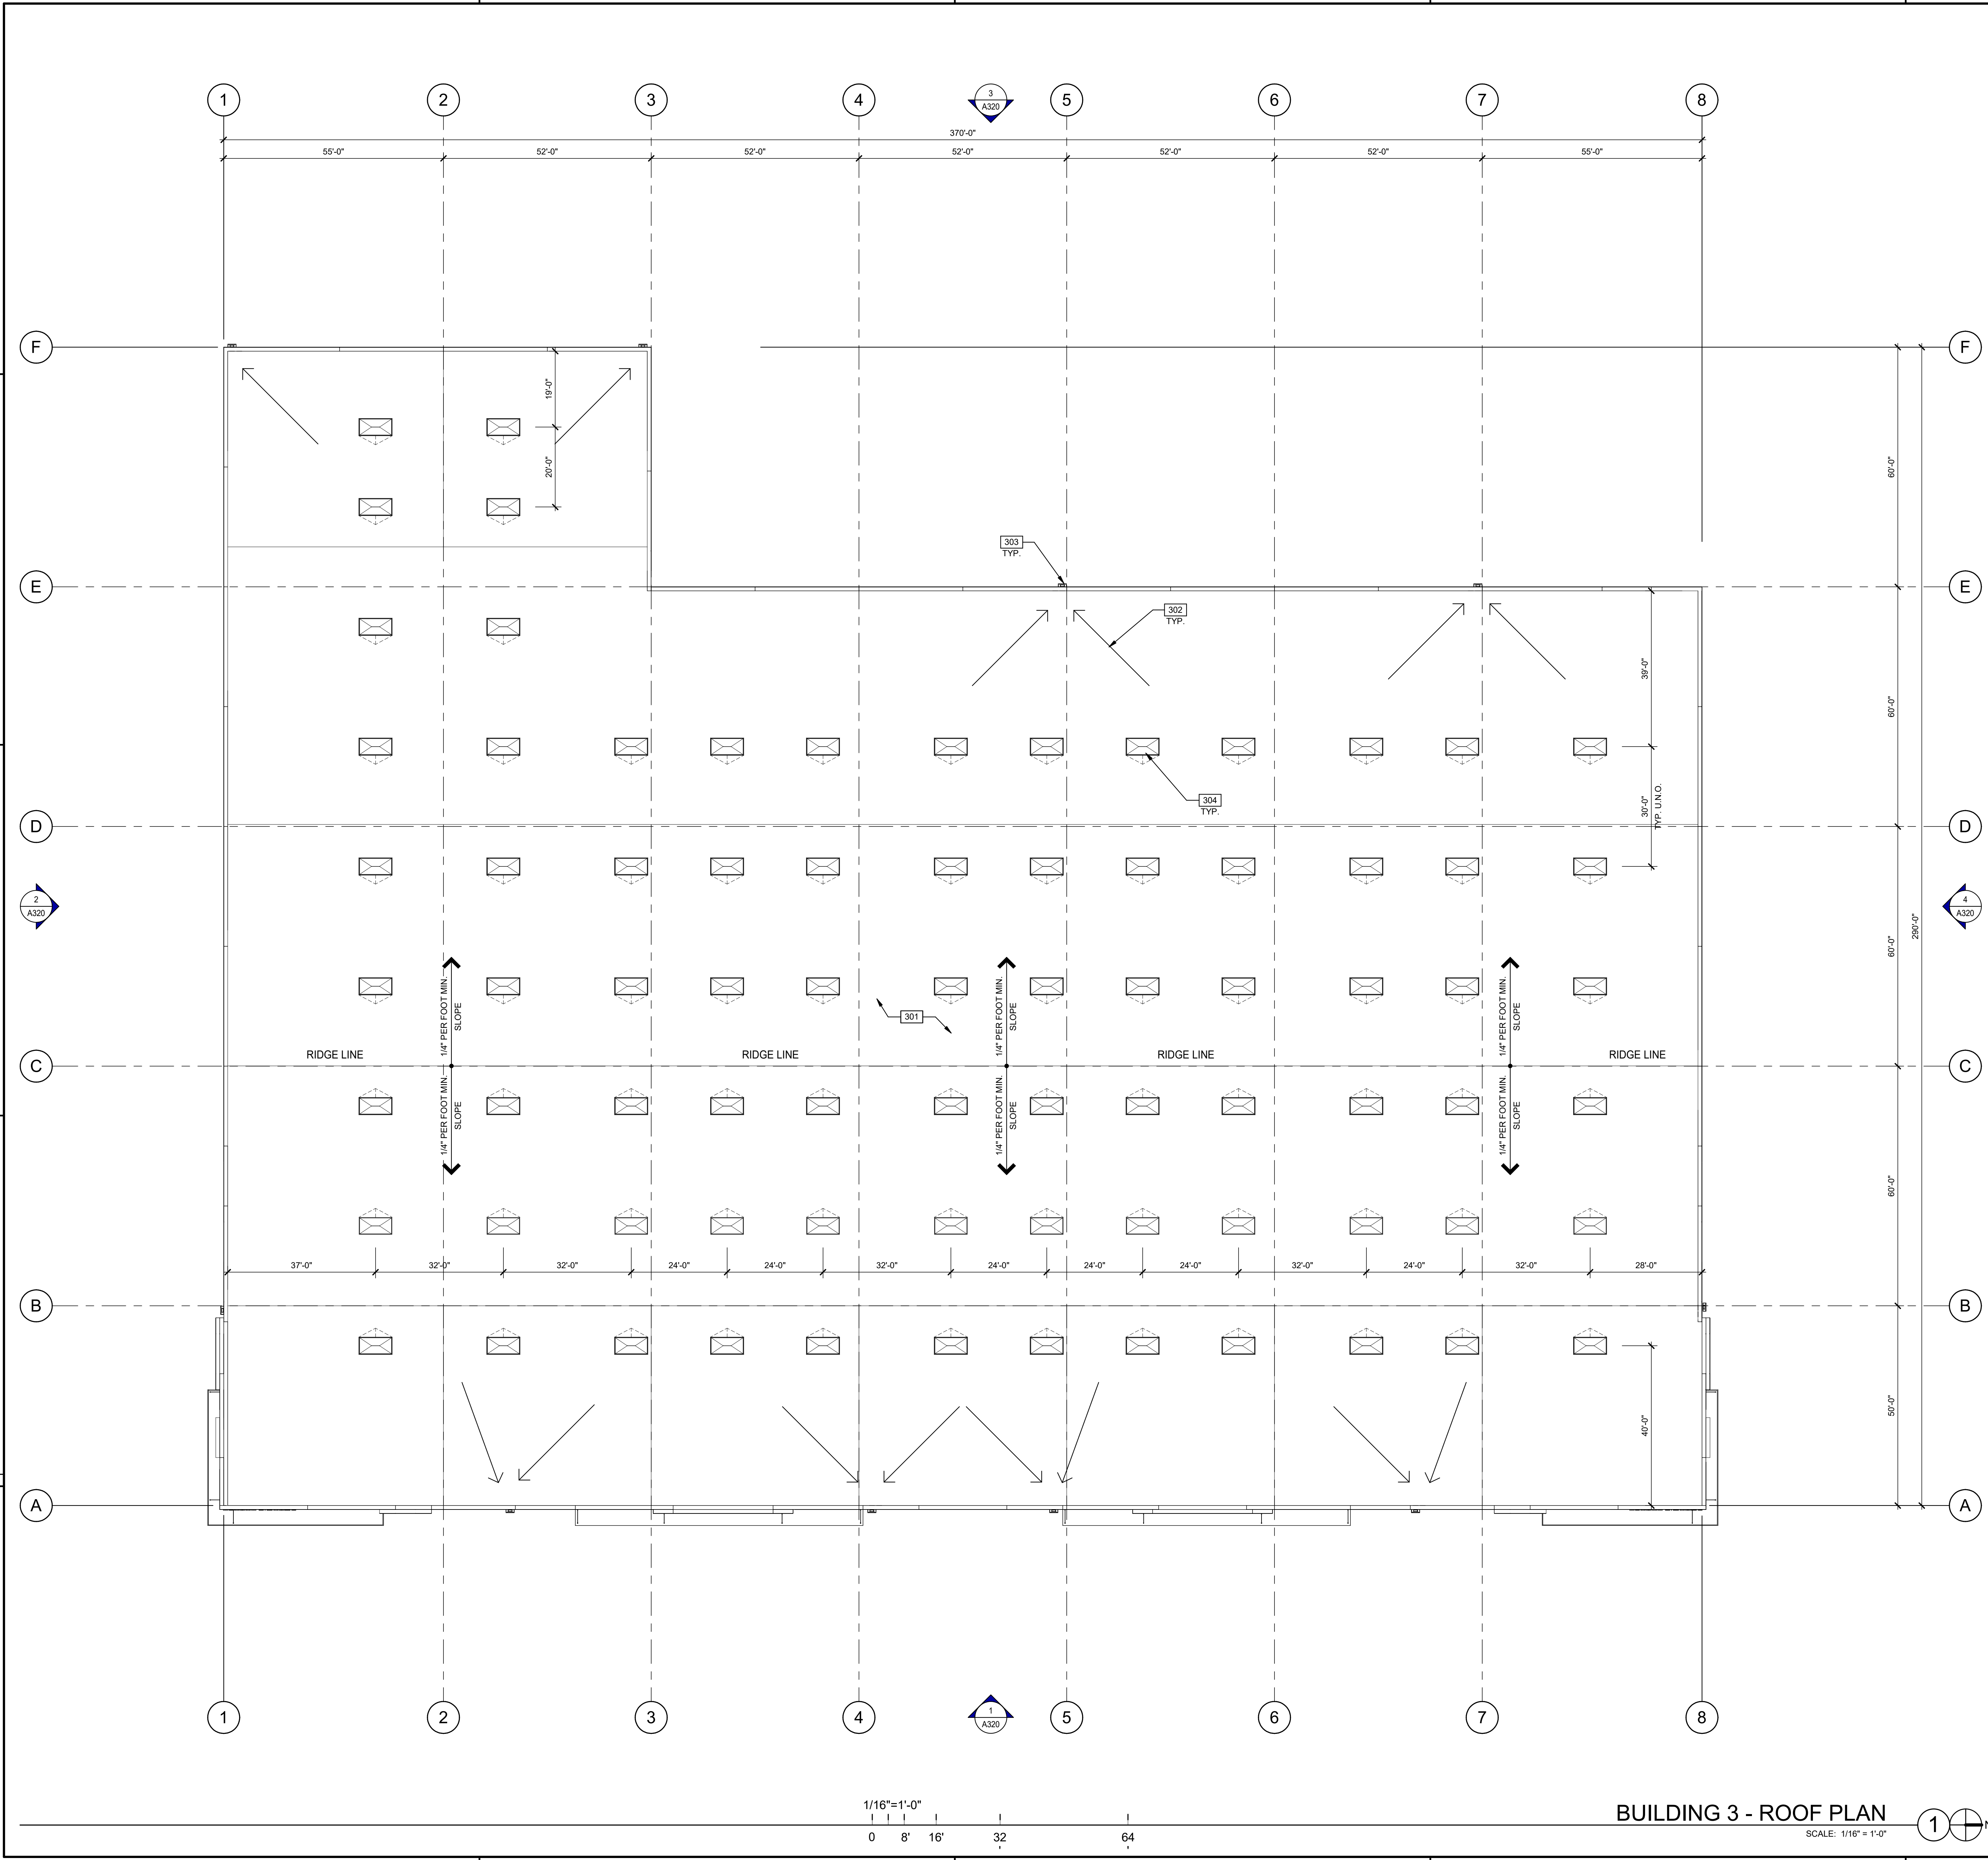 1
2
3
4
3
A320
5
6
7
8
370'-0"
55'-0"
52'-0"
52'-0"
52'-0"
52'-0"
52'-0"
55'-0"
F
F
19'-0"
20'-0"
60'-0"
303
TYP.
E
E
302
TYP.
39'-0"
60'-0"
304
TYP.
30'-0"
TYP. U.N.O.
D
D
2
A320
4
A320
290'-0"
60'-0"
1/4" PER FOOT MIN.
SLOPE
1/4" PER FOOT MIN.
SLOPE
1/4" PER FOOT MIN.
SLOPE
301
RIDGE LINE
RIDGE LINE
RIDGE LINE
RIDGE LINE
C
C
1/4" PER FOOT MIN.
SLOPE
1/4" PER FOOT MIN.
SLOPE
1/4" PER FOOT MIN.
SLOPE
60'-0"
37'-0"
32'-0"
32'-0"
24'-0"
24'-0"
32'-0"
24'-0"
24'-0"
24'-0"
32'-0"
24'-0"
32'-0"
28'-0"
B
B
40'-0"
50'-0"
A
A
1
2
3
4
1
A320
5
6
7
8
1/16"=1'-0"
0
8'
16'
32
64
BUILDING 3 - ROOF PLAN
SCALE: 1/16" = 1'-0"
1